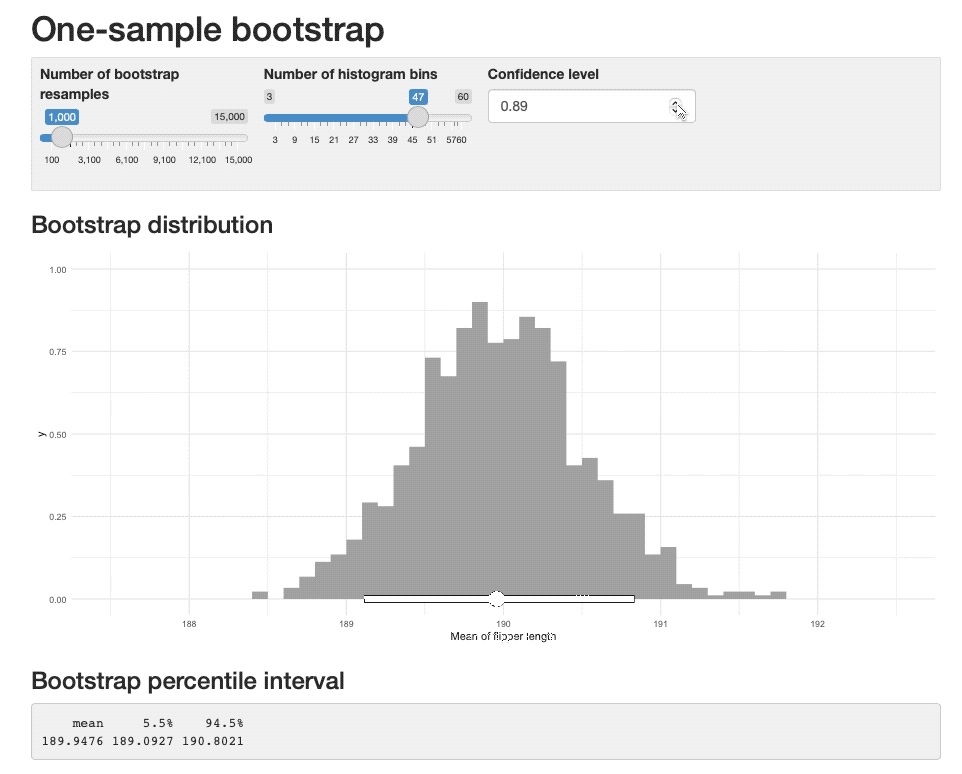 One-sample bootstrap
Number of bootstrap
resamples
1,000 15,000
100 3,100 6,100 9,100 12,100 15,000
Number of histogram bins
3 47 60
3 9 15 21 27 33 39 45 51 5760
Confidence level
0.89
Bootstrap distribution
1.00
0.75
y
0.50
0.25
0.00
188 189 190 191 192
Mean of flipper length
Bootstrap percentile interval
mean 5.5% 94.5%
189.9476 189.0927 190.8021